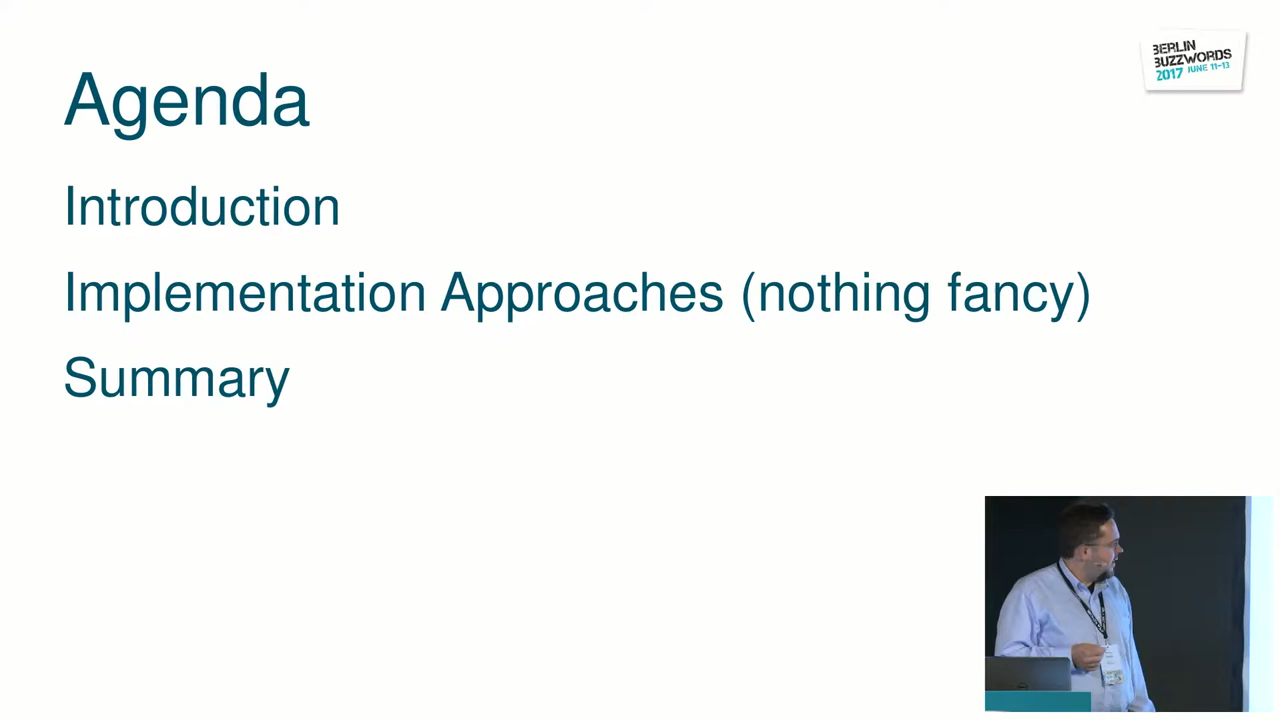 BERLIN
BUZZWORDS
2017 JUNE 11-13
Agenda
Introduction
Implementation Approaches (nothing fancy)
Summary